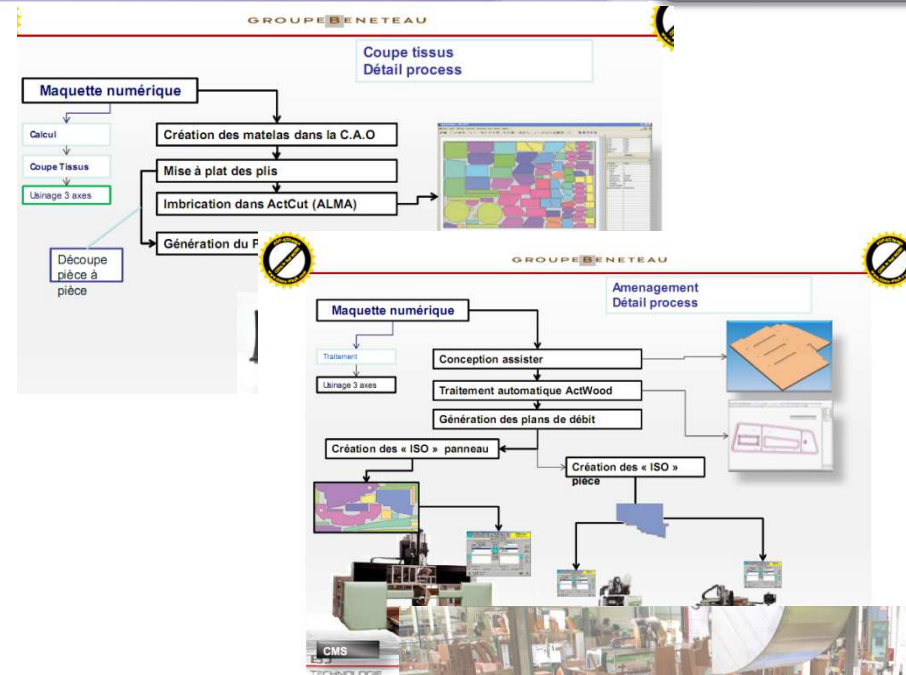 GROUPE BENETEAU
Coupe tissus
Détail process
Maquette numérique
Calcul
Coupe Tissus
Usinage 3 axes
Création des matelas dans la C.A.O
Mise à plat des plis
Imbrication dans ActCut (ALMA)
Génération du P
Découpe
pièce à
pièce
GROUPE BENETEAU
Amenagement
Détail process
Maquette numérique
Traitement
Usinage 3 axes
Conception assister
Traitement automatique ActWood
Génération des plans de débit
Création des « ISO » panneau
Création des « ISO »
pièce
CMS